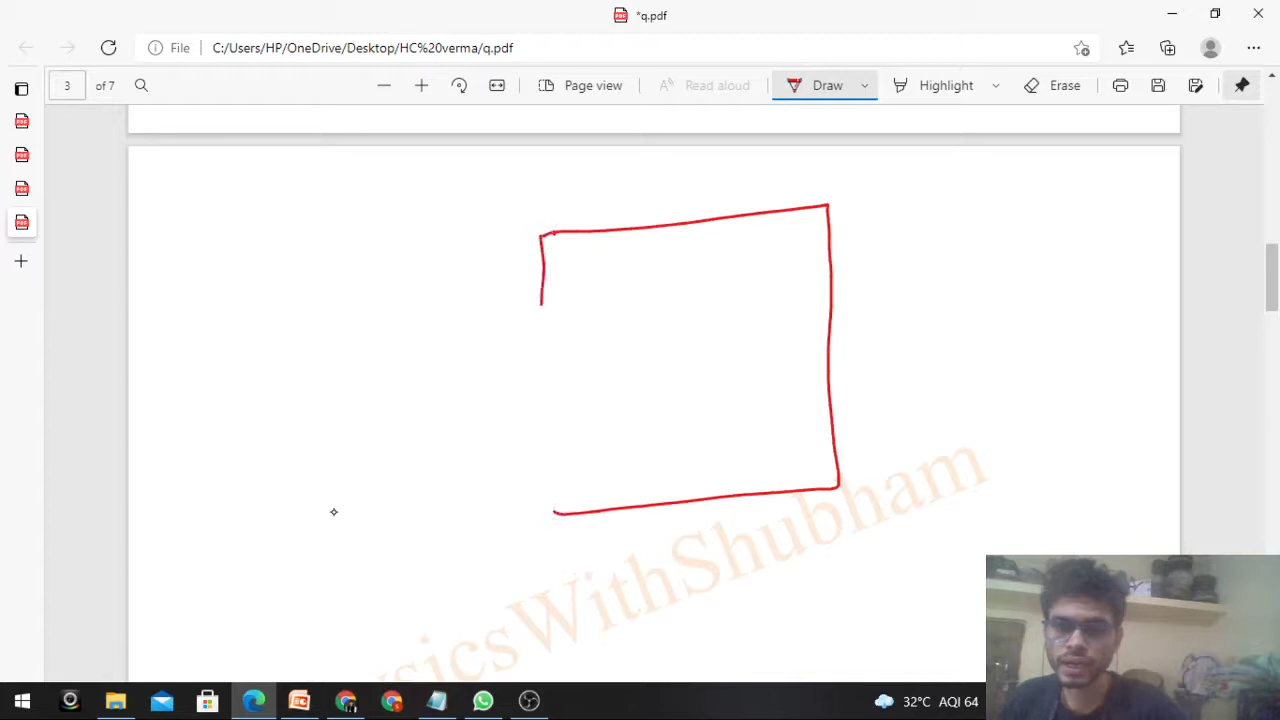 *q.pdf
File C:/Users/HP/OneDrive/Desktop/HC%20verma/q.pdf
3 of 7 Page view Read aloud Draw Highlight Erase
PhysicsWithShubham
32°C AQI 64